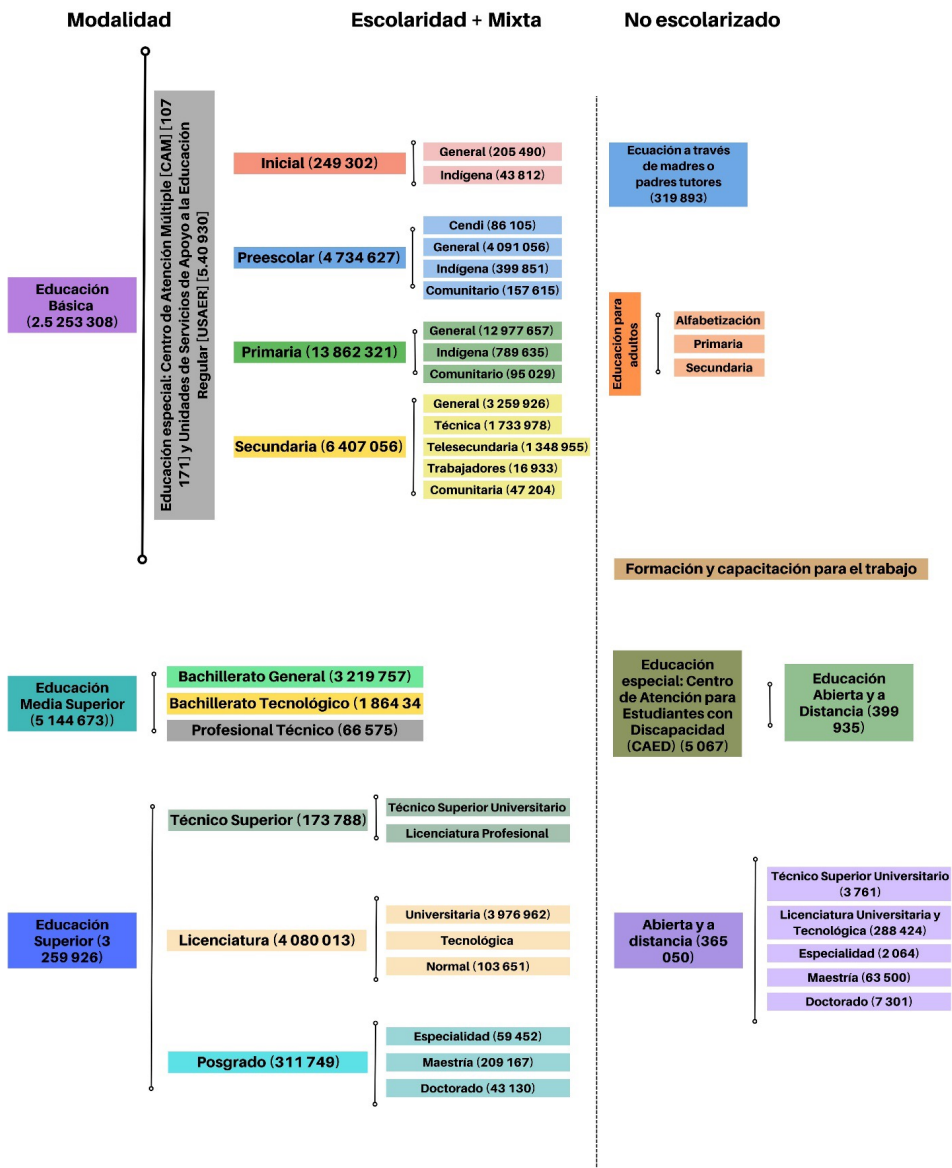 Modalidad
Escolaridad + Mixta
No escolarizado
Educación
Básica
(2.5 253 308)
Educación especial: Centro de Atención Múltiple [CAM] [107
171] y Unidades de Servicios de Apoyo a la Educación
Regular [USAER] [5.40 930]
Inicial (249 302)
General (205 490)
Indígena (43 812)
Preescolar (4 734 627)
Cendi (86 105)
General (4 091 056)
Indígena (399 851)
Comunitario (157 615)
Primaria (13 862 321)
General (12 977 657)
Indígena (789 635)
Comunitario (95 029)
Secundaria (6 407 056)
General (3 259 926)
Técnica (1 733 978)
Telesecundaria (1 348 955)
Trabajadores (16 933)
Comunitaria (47 204)
Ecuación a través
de madres o
padres tutores
(319 893)
Educación para
adultos
Alfabetización
Primaria
Secundaria
Formación y capacitación para el trabajo
Educación
Media Superior
(5 144 673))
Bachillerato General (3 219 757)
Bachillerato Tecnológico (1 864 34
Profesional Técnico (66 575)
Educación
especial: Centro
de Atención para
Estudiantes con
Discapacidad
(CAED) (5 067)
Educación
Abierta y a
Distancia (399
935)
Educación
Superior (3
259 926)
Técnico Superior (173 788)
Técnico Superior Universitario
Licenciatura Profesional
Licenciatura (4 080 013)
Universitaria (3 976 962)
Tecnológica
Normal (103 651)
Posgrado (311 749)
Especialidad (59 452)
Maestría (209 167)
Doctorado (43 130)
Abierta y a
distancia (365
050)
Técnico Superior Universitario
(3 761)
Licenciatura Universitaria y
Tecnológica (288 424)
Especialidad (2 064)
Maestría (63 500)
Doctorado (7 301)